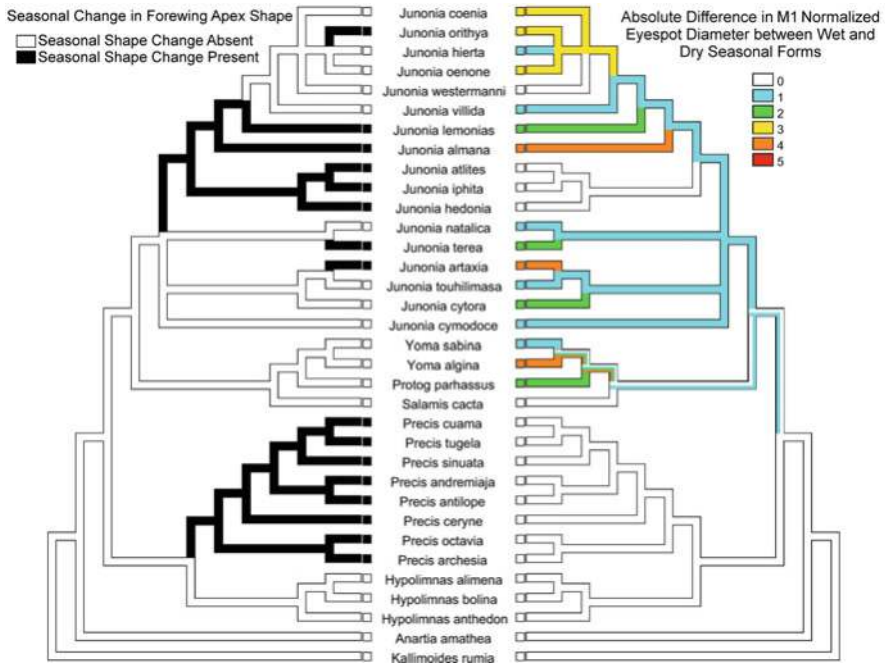 Seasonal Change in Forewing Apex Shape
Seasonal Shape Change Absent
Seasonal Shape Change Present
Absolute Difference in M1 Normalized
Eyespot Diameter between Wet and
Dry Seasonal Forms
0
1
2
3
4
5
Junonia coenia
Junonia orithya
Junonia hierta
Junonia oenone
Junonia westermanni
Junonia villida
Junonia lemonias
Junonia almana
Junonia atlites
Junonia iphita
Junonia hedonia
Junonia natalica
Junonia terea
Junonia artaxia
Junonia touhilimasa
Junonia cytora
Junonia cymodoce
Yoma sabina
Yoma algina
Protog parhassus
Salamis cacta
Precis cuama
Precis tugela
Precis sinuata
Precis andremiaja
Precis antilope
Precis ceryne
Precis octavia
Precis archesia
Hypolimnas alimena
Hypolimnas bolina
Hypolimnas anthedon
Anartia amathea
Kallimoides rumia